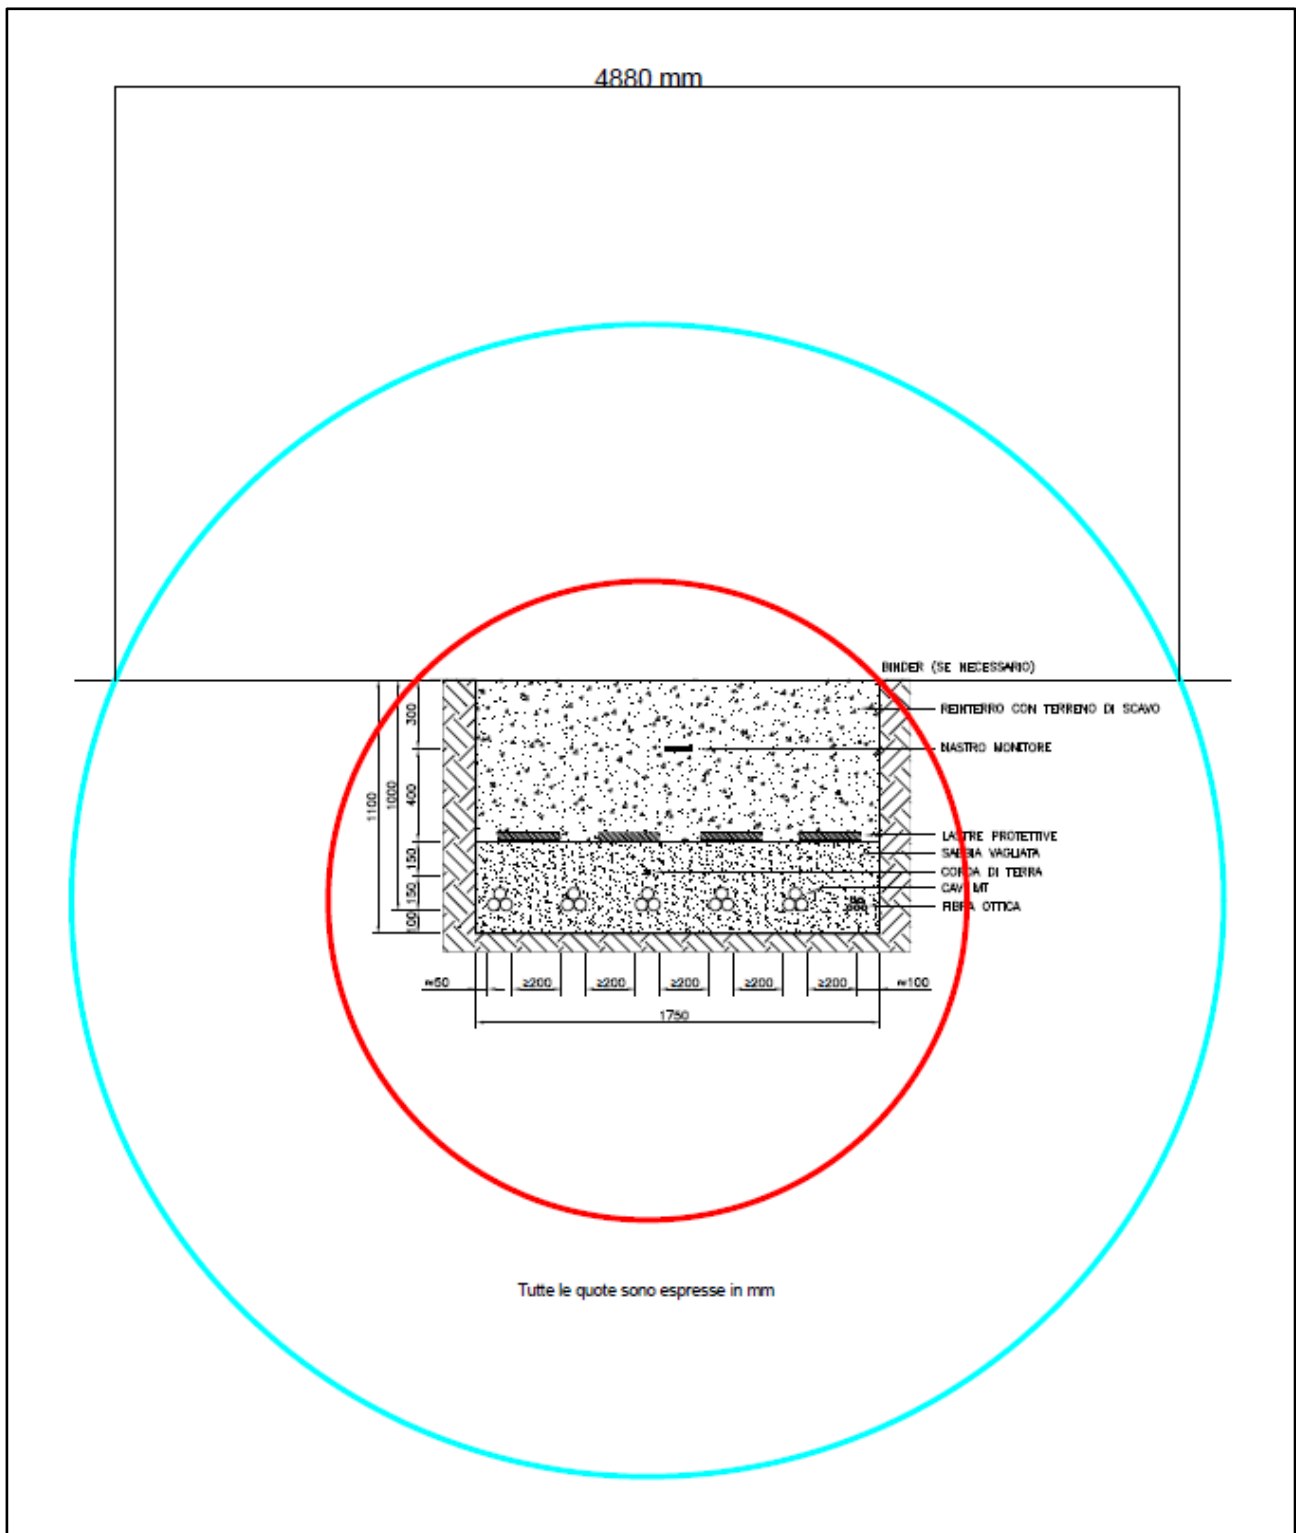 4880 mm
BINDER (SE NECESSARIO)
REINTERRO CON TERRENO DI SCAVO
NASTRO MONITORE
LASTRE PROTETTIVE
SABBIA VAGLIATA
CORDA DI TERRA
CAVI MT
FIBRA OTTICA
300
400
150
150
100
1000
1100
≈50
≥200
≥200
≥200
≥200
≥200
≈100
1750
Tutte le quote sono espresse in mm